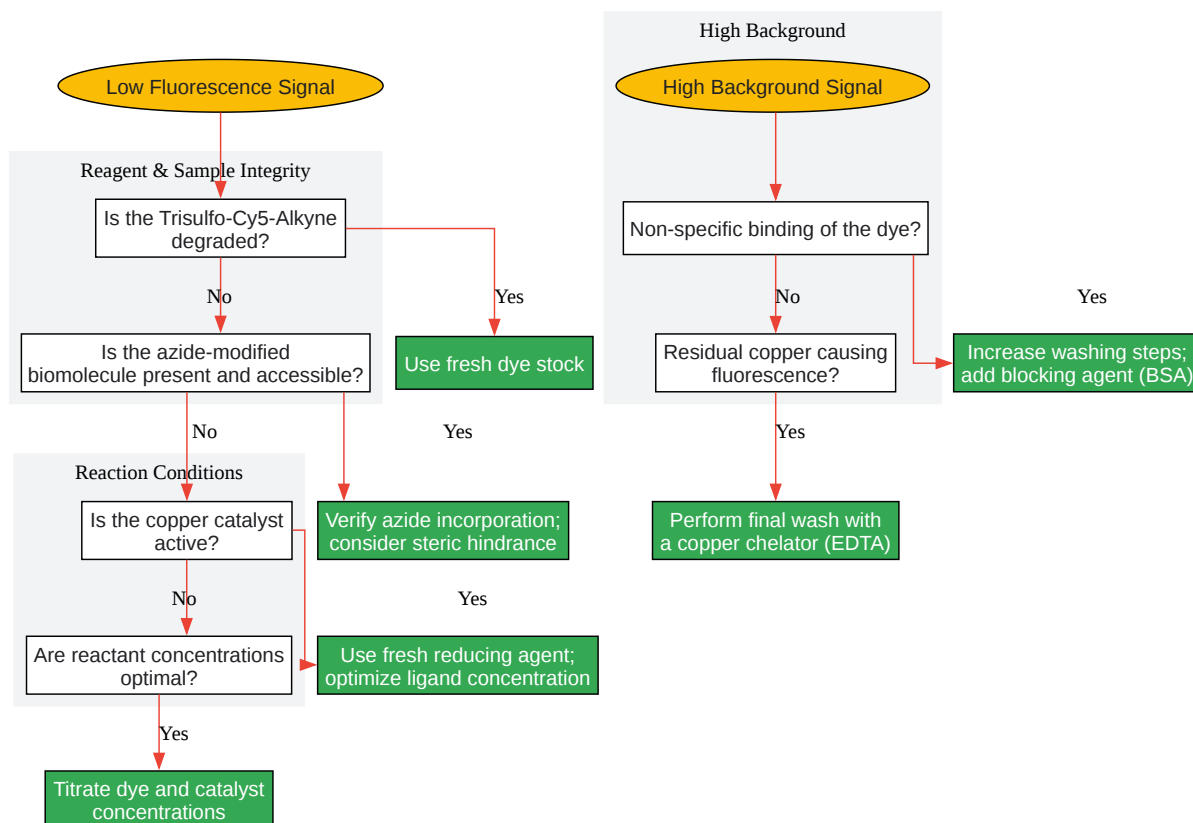 High Background
Low Fluorescence Signal
High Background Signal
Reagent & Sample Integrity
Is the Trisulfo-Cy5-Alkyne
degraded?
Non-specific binding of the dye?
No
Yes
No
Yes
Is the azide-modified
biomolecule present and accessible?
Use fresh dye stock
Residual copper causing
fluorescence?
Increase washing steps;
add blocking agent (BSA)
No
Yes
Yes
Reaction Conditions
Is the copper catalyst
active?
Verify azide incorporation;
consider steric hindrance
Perform final wash with
a copper chelator (EDTA)
No
Yes
Are reactant concentrations
optimal?
Use fresh reducing agent;
optimize ligand concentration
Yes
Titrate dye and catalyst
concentrations